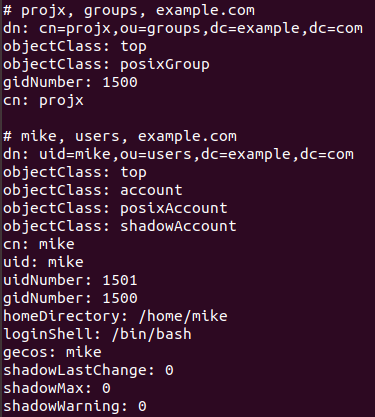 # projx, groups, example.com
dn: cn=projx,ou=groups,dc=example,dc=com
objectClass: top
objectClass: posixGroup
gidNumber: 1500
cn: projx

# mike, users, example.com
dn: uid=mike,ou=users,dc=example,dc=com
objectClass: top
objectClass: account
objectClass: posixAccount
objectClass: shadowAccount
cn: mike
uid: mike
uidNumber: 1501
gidNumber: 1500
homeDirectory: /home/mike
loginShell: /bin/bash
gecos: mike
shadowLastChange: 0
shadowMax: 0
shadowWarning: 0